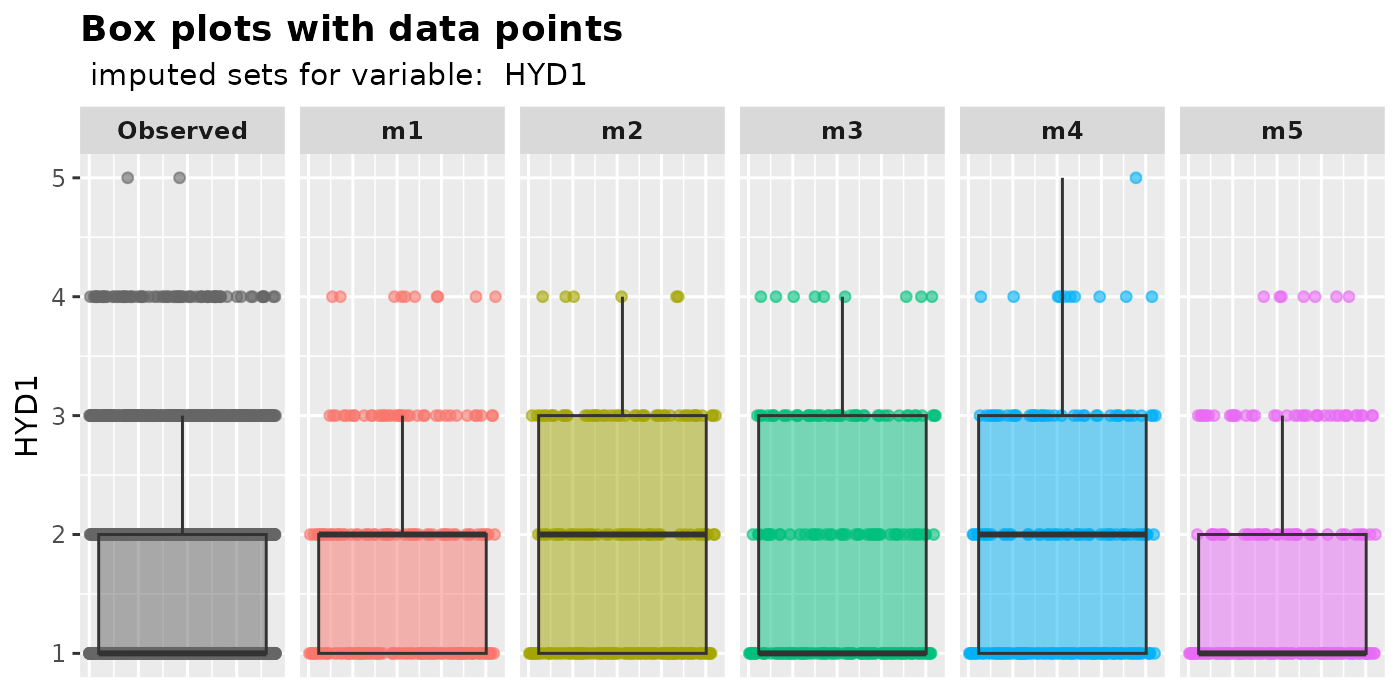 Box plots with data points
imputed sets for variable:  HYD1
Observed m1 m2 m3 m4 m5
5
4
3
2
1
HYD1